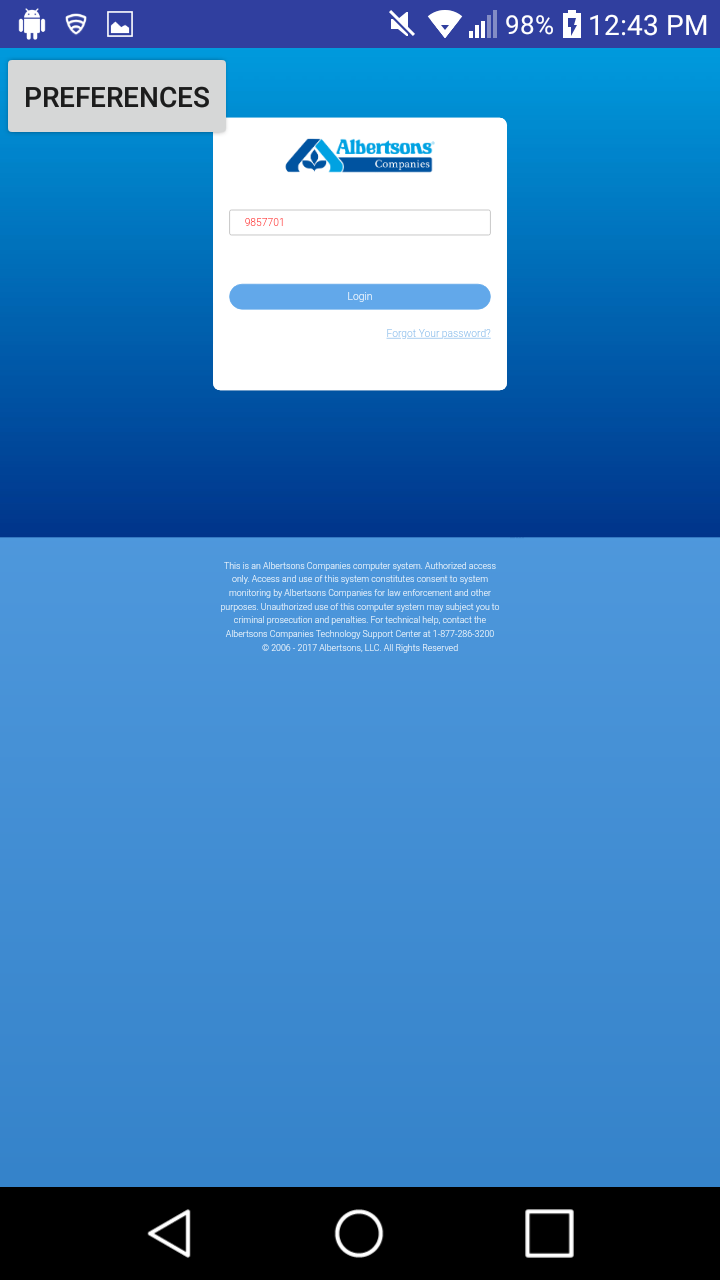 98% 12:43 PM
PREFERENCES
Albertsons
Companies
9857701
Login
Forgot Your password?
This is an Albertsons Companies computer system. Authorized access
only. Access and use of this system constitutes consent to system
monitoring by Albertsons Companies for law enforcement and other
purposes. Unauthorized use of this computer system may subject you to
criminal prosecution and penalties. For technical help, contact the
Albertsons Companies Technology Support Center at 1-877-286-3200
© 2006 - 2017 Albertsons, LLC. All Rights Reserved